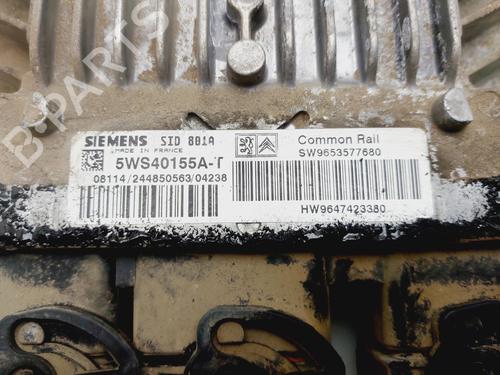 B-PARTS
SIEMENS SID 801A
MADE IN FRANCE
5WS40155A-T
08114/244850563/04238
Common Rail
SW9653577680
HW9647423380